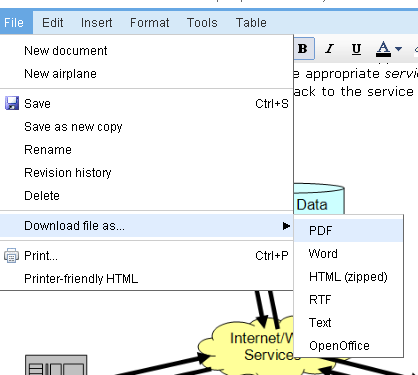 File Edit Insert Format Tools Table
New document
New airplane
B I U A
e appropriate servi
Save Ctrl+S
ack to the service
Save as new copy
Rename
Revision history
Delete
Data
Download file as...
PDF
Word
Print... Ctrl+P
HTML (zipped)
Printer-friendly HTML
RTF
Text
Internet/W
Services
OpenOffice